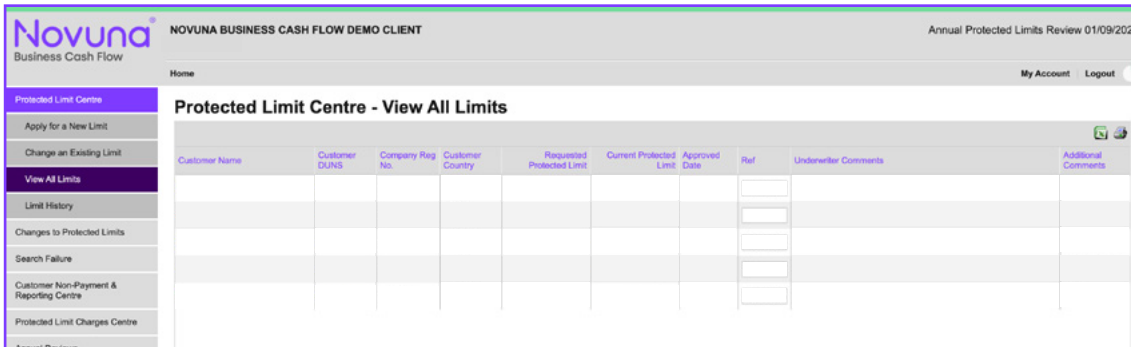 Novuna
Business Cash Flow
NOVUNA BUSINESS CASH FLOW DEMO CLIENT
Annual Protected Limits Review 01/09/202
Home
My Account
Logout
Protected Limit Centre
Apply for a New Limit
Change an Existing Limit
View All Limits
Limit History
Changes to Protected Limits
Search Failure
Customer Non-Payment &
Reporting Centre
Protected Limit Charges Centre
Annual Reviews
Protected Limit Centre - View All Limits
Customer Name
Customer
DUNS
Company Reg
No.
Customer
Country
Requested
Protected Limit
Current Protected
Limit
Approved
Date
Ref
Underwriter Comments
Additional
Comments